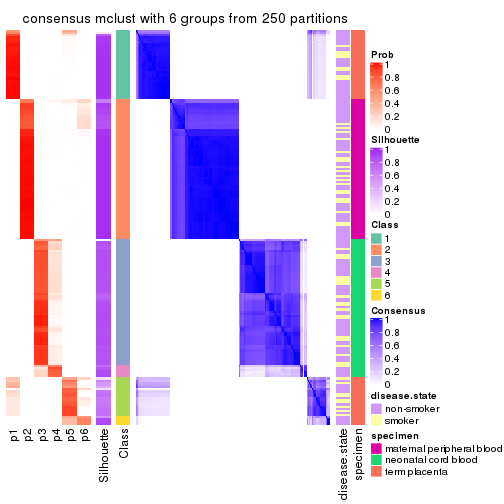 consensus mclust with 6 groups from 250 partitions
Prob
1
0.8
0.6
0.4
0.2
0
Silhouette
1
0.8
0.6
0.4
0.2
0
Class
1
2
3
4
5
6
Consensus
1
0.8
0.6
0.4
0.2
0
disease.state
non-smoker
smoker
specimen
maternal peripheral blood
neonatal cord blood
term placenta
p1
p2
p3
p4
p5
p6
Silhouette
Class
disease.state
specimen